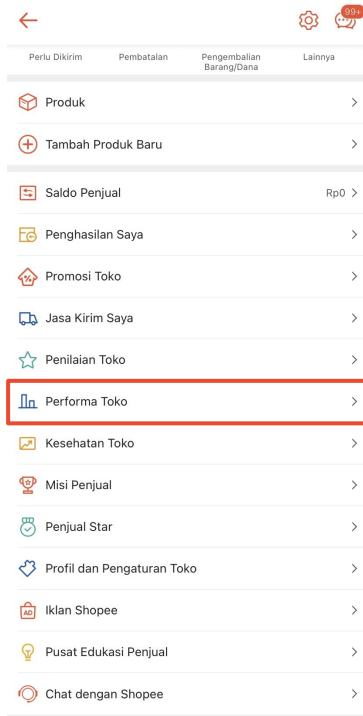 99+
Perlu Dikirim Pembatalan Pengembalian Lainnya
Barang/Dana
Produk
Tambah Produk Baru
Saldo Penjual Rp0
Penghasilan Saya
Promosi Toko
Jasa Kirim Saya
Penilaian Toko
Performa Toko
Kesehatan Toko
Misi Penjual
Penjual Star
Profil dan Pengaturan Toko
AD Iklan Shopee
Pusat Edukasi Penjual
Chat dengan Shopee